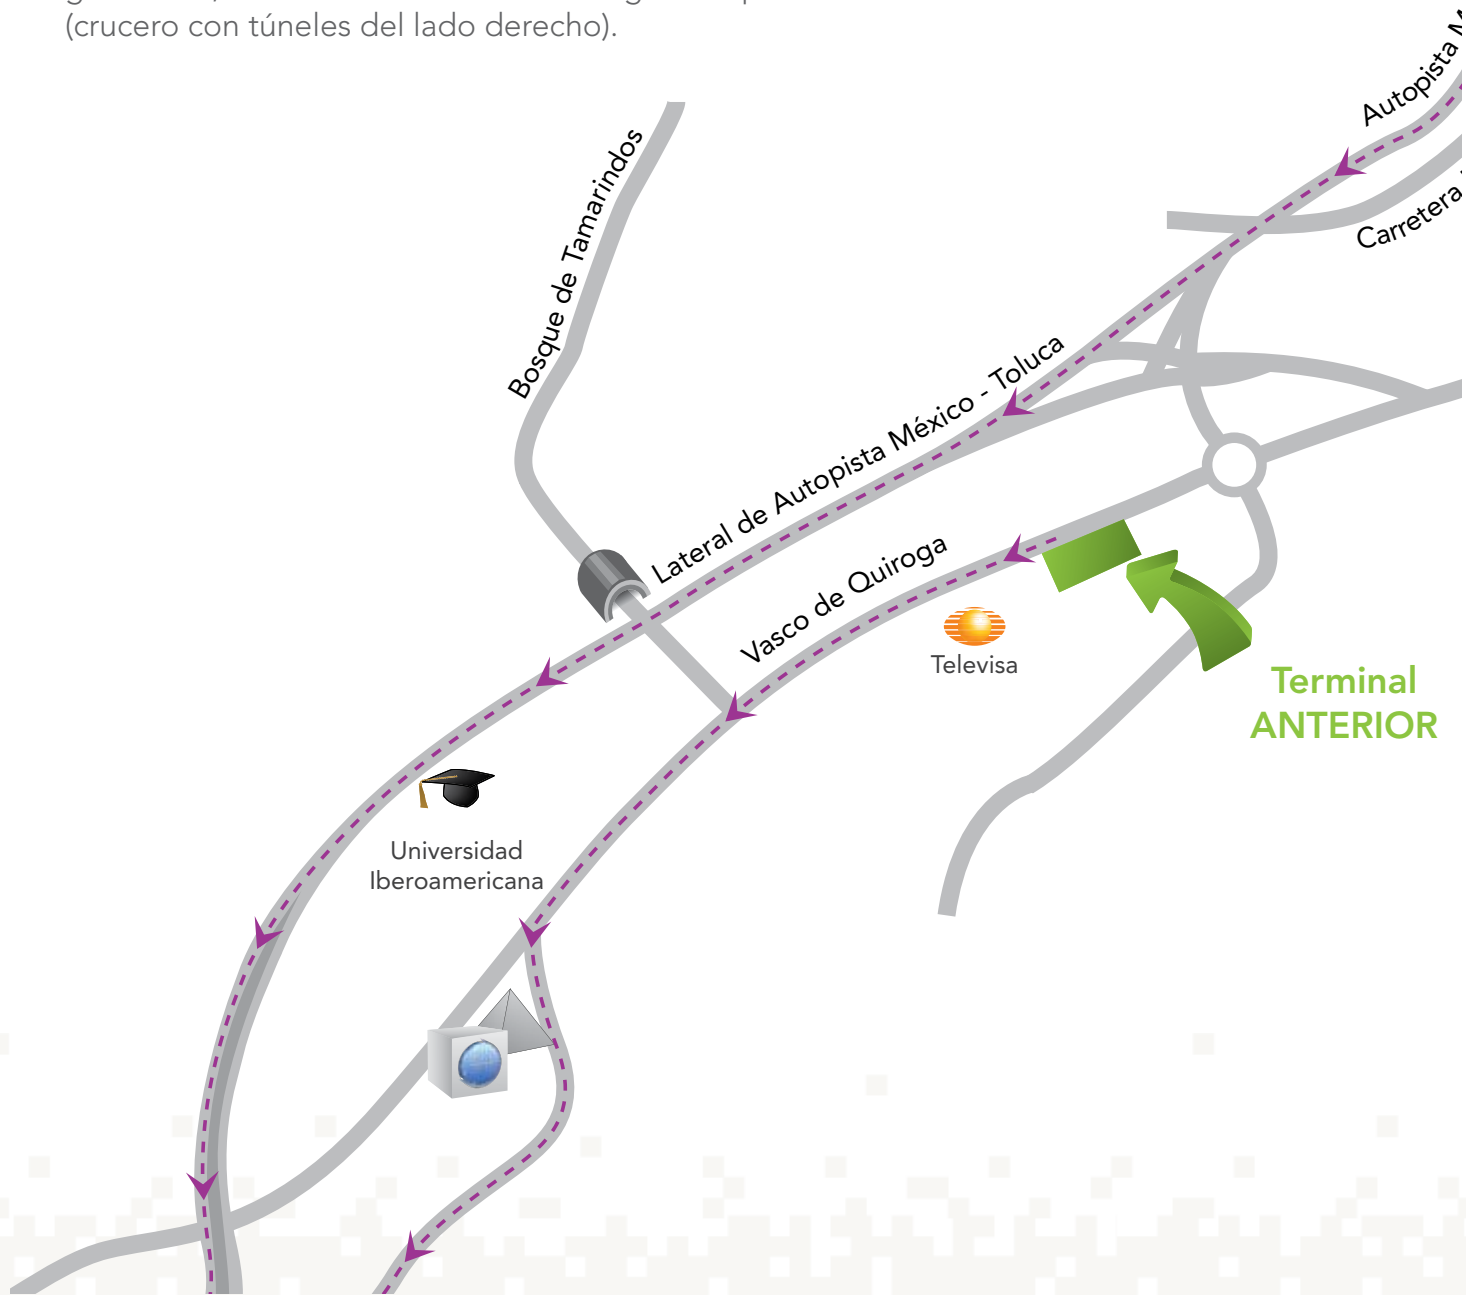 (crucero con túneles del lado derecho).
Autopista
Carretera
Bosque de Tamarindos
Lateral de Autopista México - Toluca
Vasco de Quiroga
Televisa
Terminal
ANTERIOR
Universidad
Iberoamericana